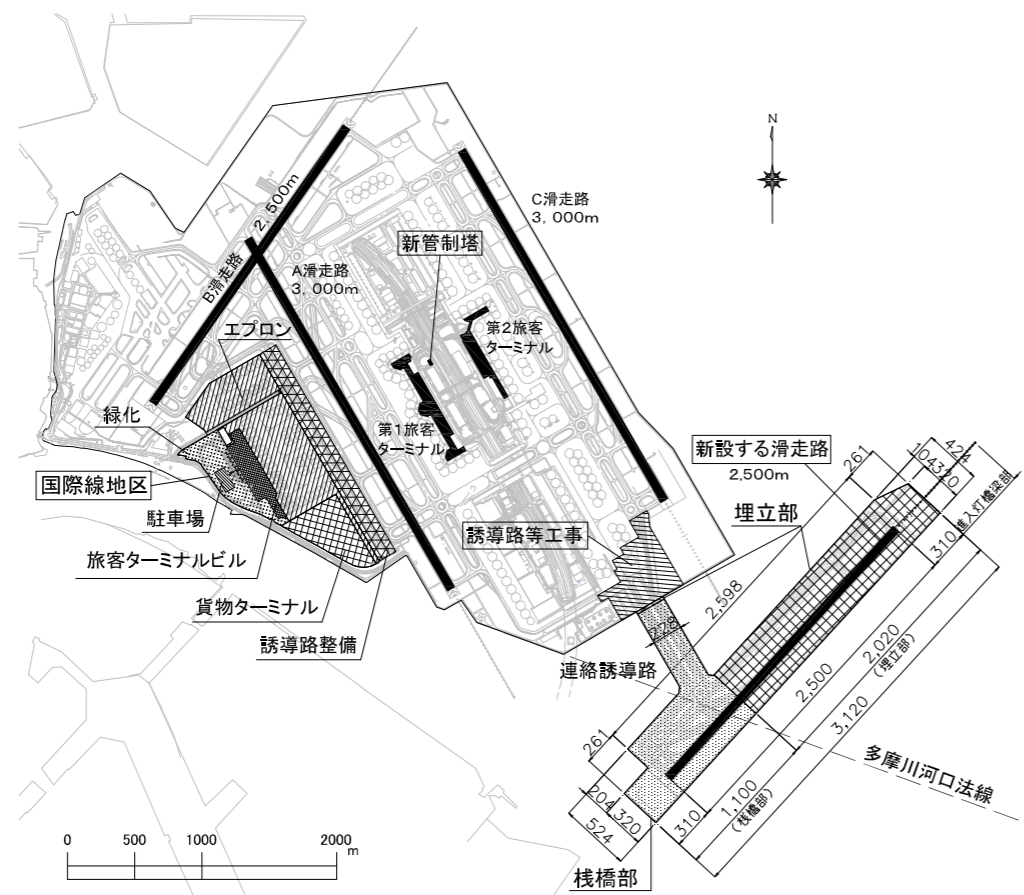 N
C滑走路
3,000m
2,500m
B滑走路
A滑走路
3,000m
新管制塔
エプロン
第2旅客
ターミナル
緑化
第1旅客
ターミナル
国際線地区
駐車場
旅客ターミナルビル
貨物ターミナル
誘導路整備
新設する滑走路
2,500m
誘導路等工事
埋立部
261
104
320
424
進入灯橋梁部
310
2,598
228
連絡誘導路
2,020
(埋立部)
2,500
3,120
261
多摩川河口法線
204
320
524
310
1,100
(桟橋部)
桟橋部
0 500 1000 2000
m